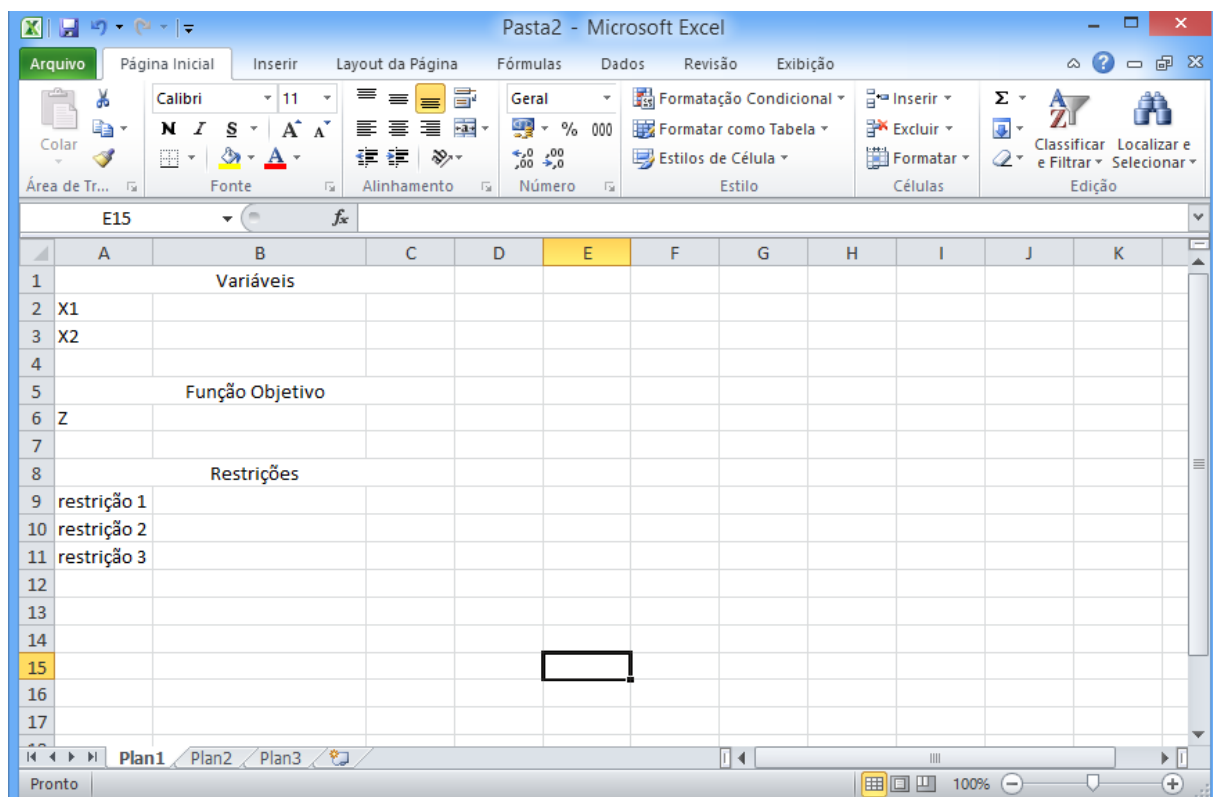 Pasta2 - Microsoft Excel
Arquivo Página Inicial Inserir Layout da Página Fórmulas Dados Revisão Exibição
Calibri 11 Geral Formatação Condicional Inserir Σ
N I S A A % 000 Formatar como Tabela Excluir
Colar ,00 ,00 Estilos de Célula Formatar Classificar e Filtrar Localizar e Selecionar
Área de Tr... Fonte Alinhamento Número Estilo Células Edição
E15 fx
A B C D E F G H I J K
1 Variáveis
2 X1
3 X2
4
5 Função Objetivo
6 Z
7
8 Restrições
9 restrição 1
10 restrição 2
11 restrição 3
12
13
14
15
16
17
Plan1 Plan2 Plan3
Pronto 100%